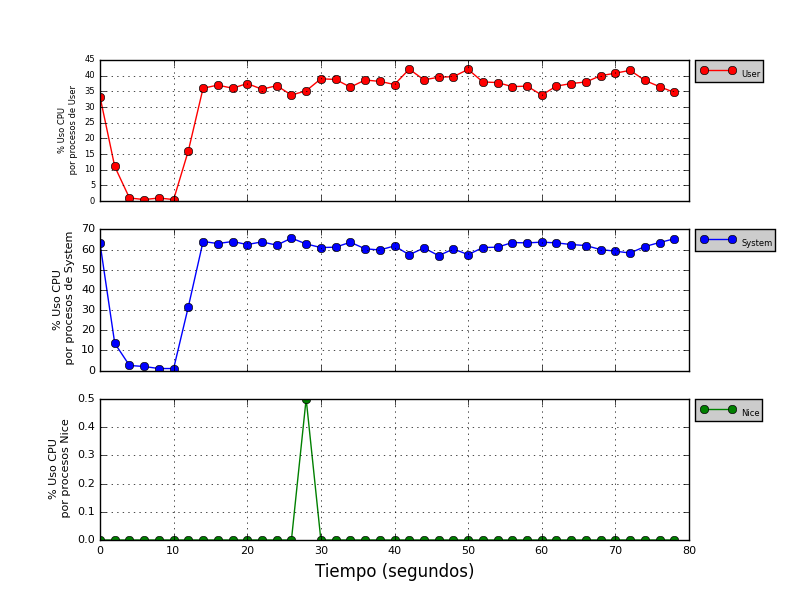 45
40
35
30
25
20
15
10
5
0
% Uso CPU
por procesos de User
User
70
60
50
40
30
20
10
0
% Uso CPU
por procesos de System
System
0.5
0.4
0.3
0.2
0.1
0.0
% Uso CPU
por procesos Nice
Nice
0 10 20 30 40 50 60 70 80
Tiempo (segundos)